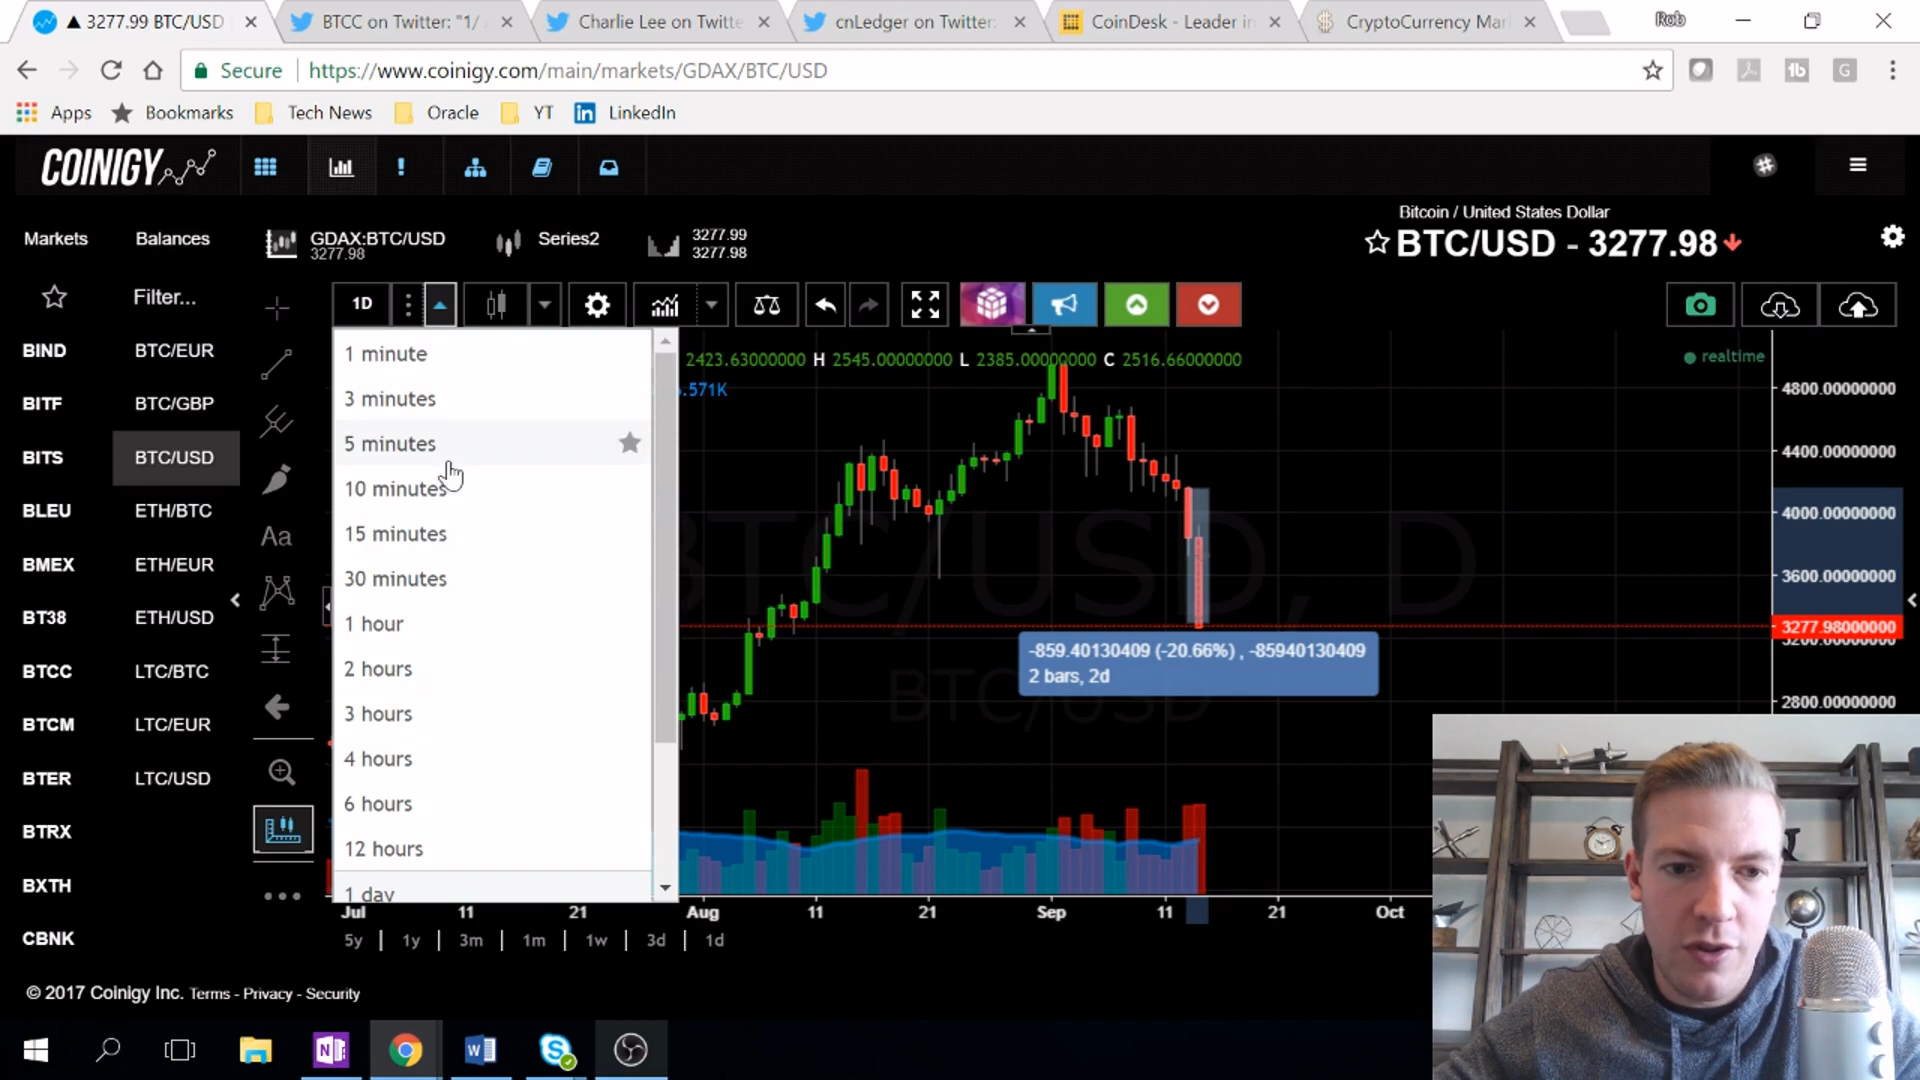 ▲ 3277.99 BTC/USD
BTCC on Twitter: "1/
Charlie Lee on Twitte
cnLedger on Twitter:
CoinDesk - Leader in
CryptoCurrency Mar
Rob
Secure
https://www.coinigy.com/main/markets/GDAX/BTC/USD
Apps
Bookmarks
Tech News
Oracle
YT
LinkedIn
COINIGY
Markets
Balances
GDAX:BTC/USD
3277.98
Series2
3277.99
3277.98
Bitcoin / United States Dollar
BTC/USD - 3277.98
Filter...
1D
BIND
BTC/EUR
BITF
BTC/GBP
BITS
BTC/USD
BLEU
ETH/BTC
BMEX
ETH/EUR
BT38
ETH/USD
BTCC
LTC/BTC
BTCM
LTC/EUR
BTER
LTC/USD
BTRX
BXTH
CBNK
Aa
1 minute
3 minutes
5 minutes
10 minutes
15 minutes
30 minutes
1 hour
2 hours
3 hours
4 hours
6 hours
12 hours
1 day
2423.63000000 H 2545.00000000 L 2385.00000000 C 2516.66000000
.571K
realtime
BTC/USD, D
BTC/USD
4800.00000000
4400.00000000
4000.00000000
3600.00000000
3277.98000000
3200.00000000
2800.00000000
-859.40130409 (-20.66%) , -85940130409
2 bars, 2d
Jul
11
21
Aug
11
21
Sep
11
21
Oct
5y | 1y | 3m | 1m | 1w | 3d | 1d
© 2017 Coinigy Inc. Terms - Privacy - Security